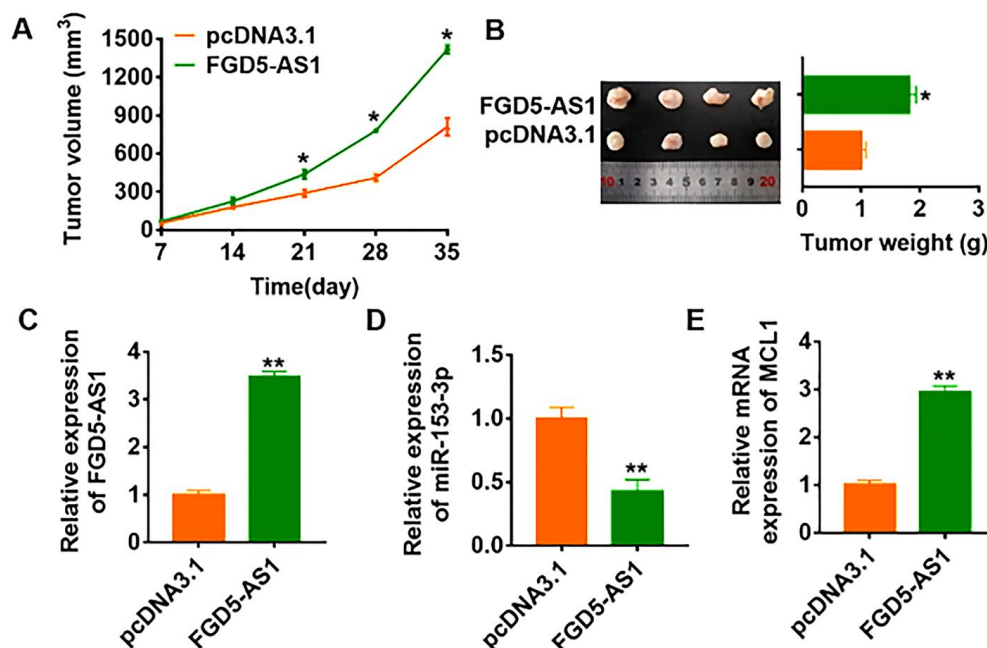 A
Tumor volume (mm³)
1500
1200
900
600
300
0
pcDNA3.1
FGD5-AS1
*
*
*
7 14 21 28 35
Time(day)
B
FGD5-AS1
pcDNA3.1
10 1 2 3 4 5 6 7 8 9 20
*
0 1 2 3
Tumor weight (g)
C
Relative expression
of FGD5-AS1
4
3
2
1
0
**
pcDNA3.1
FGD5-AS1
D
Relative expression
of miR-153-3p
1.5
1.0
0.5
0.0
**
pcDNA3.1
FGD5-AS1
E
Relative mRNA
expression of MCL1
4
3
2
1
0
**
pcDNA3.1
FGD5-AS1